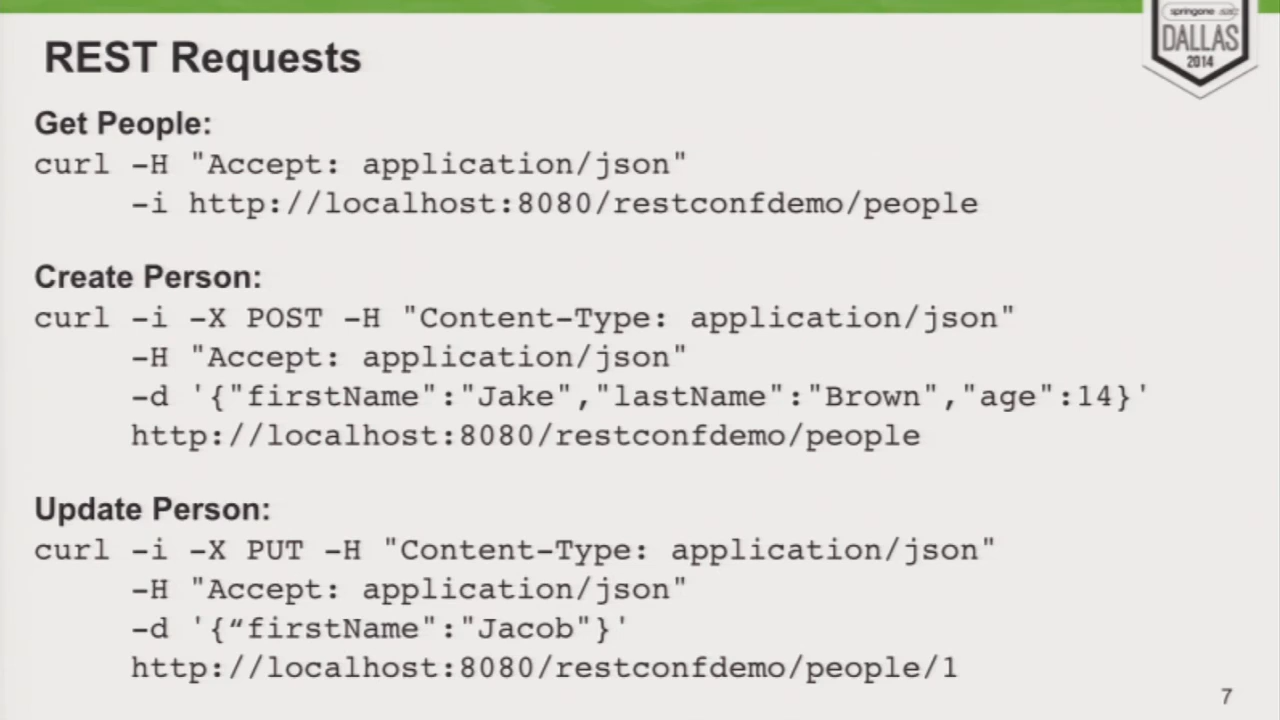 springone 2GX
DALLAS
2014
REST Requests
Get People:
curl -H "Accept: application/json"
-i http://localhost:8080/restconfdemo/people
Create Person:
curl -i -X POST -H "Content-Type: application/json"
-H "Accept: application/json"
-d '{"firstName":"Jake","lastName":"Brown","age":14}'
http://localhost:8080/restconfdemo/people
Update Person:
curl -i -X PUT -H "Content-Type: application/json"
-H "Accept: application/json"
-d '{“firstName":"Jacob"}'
http://localhost:8080/restconfdemo/people/1
7